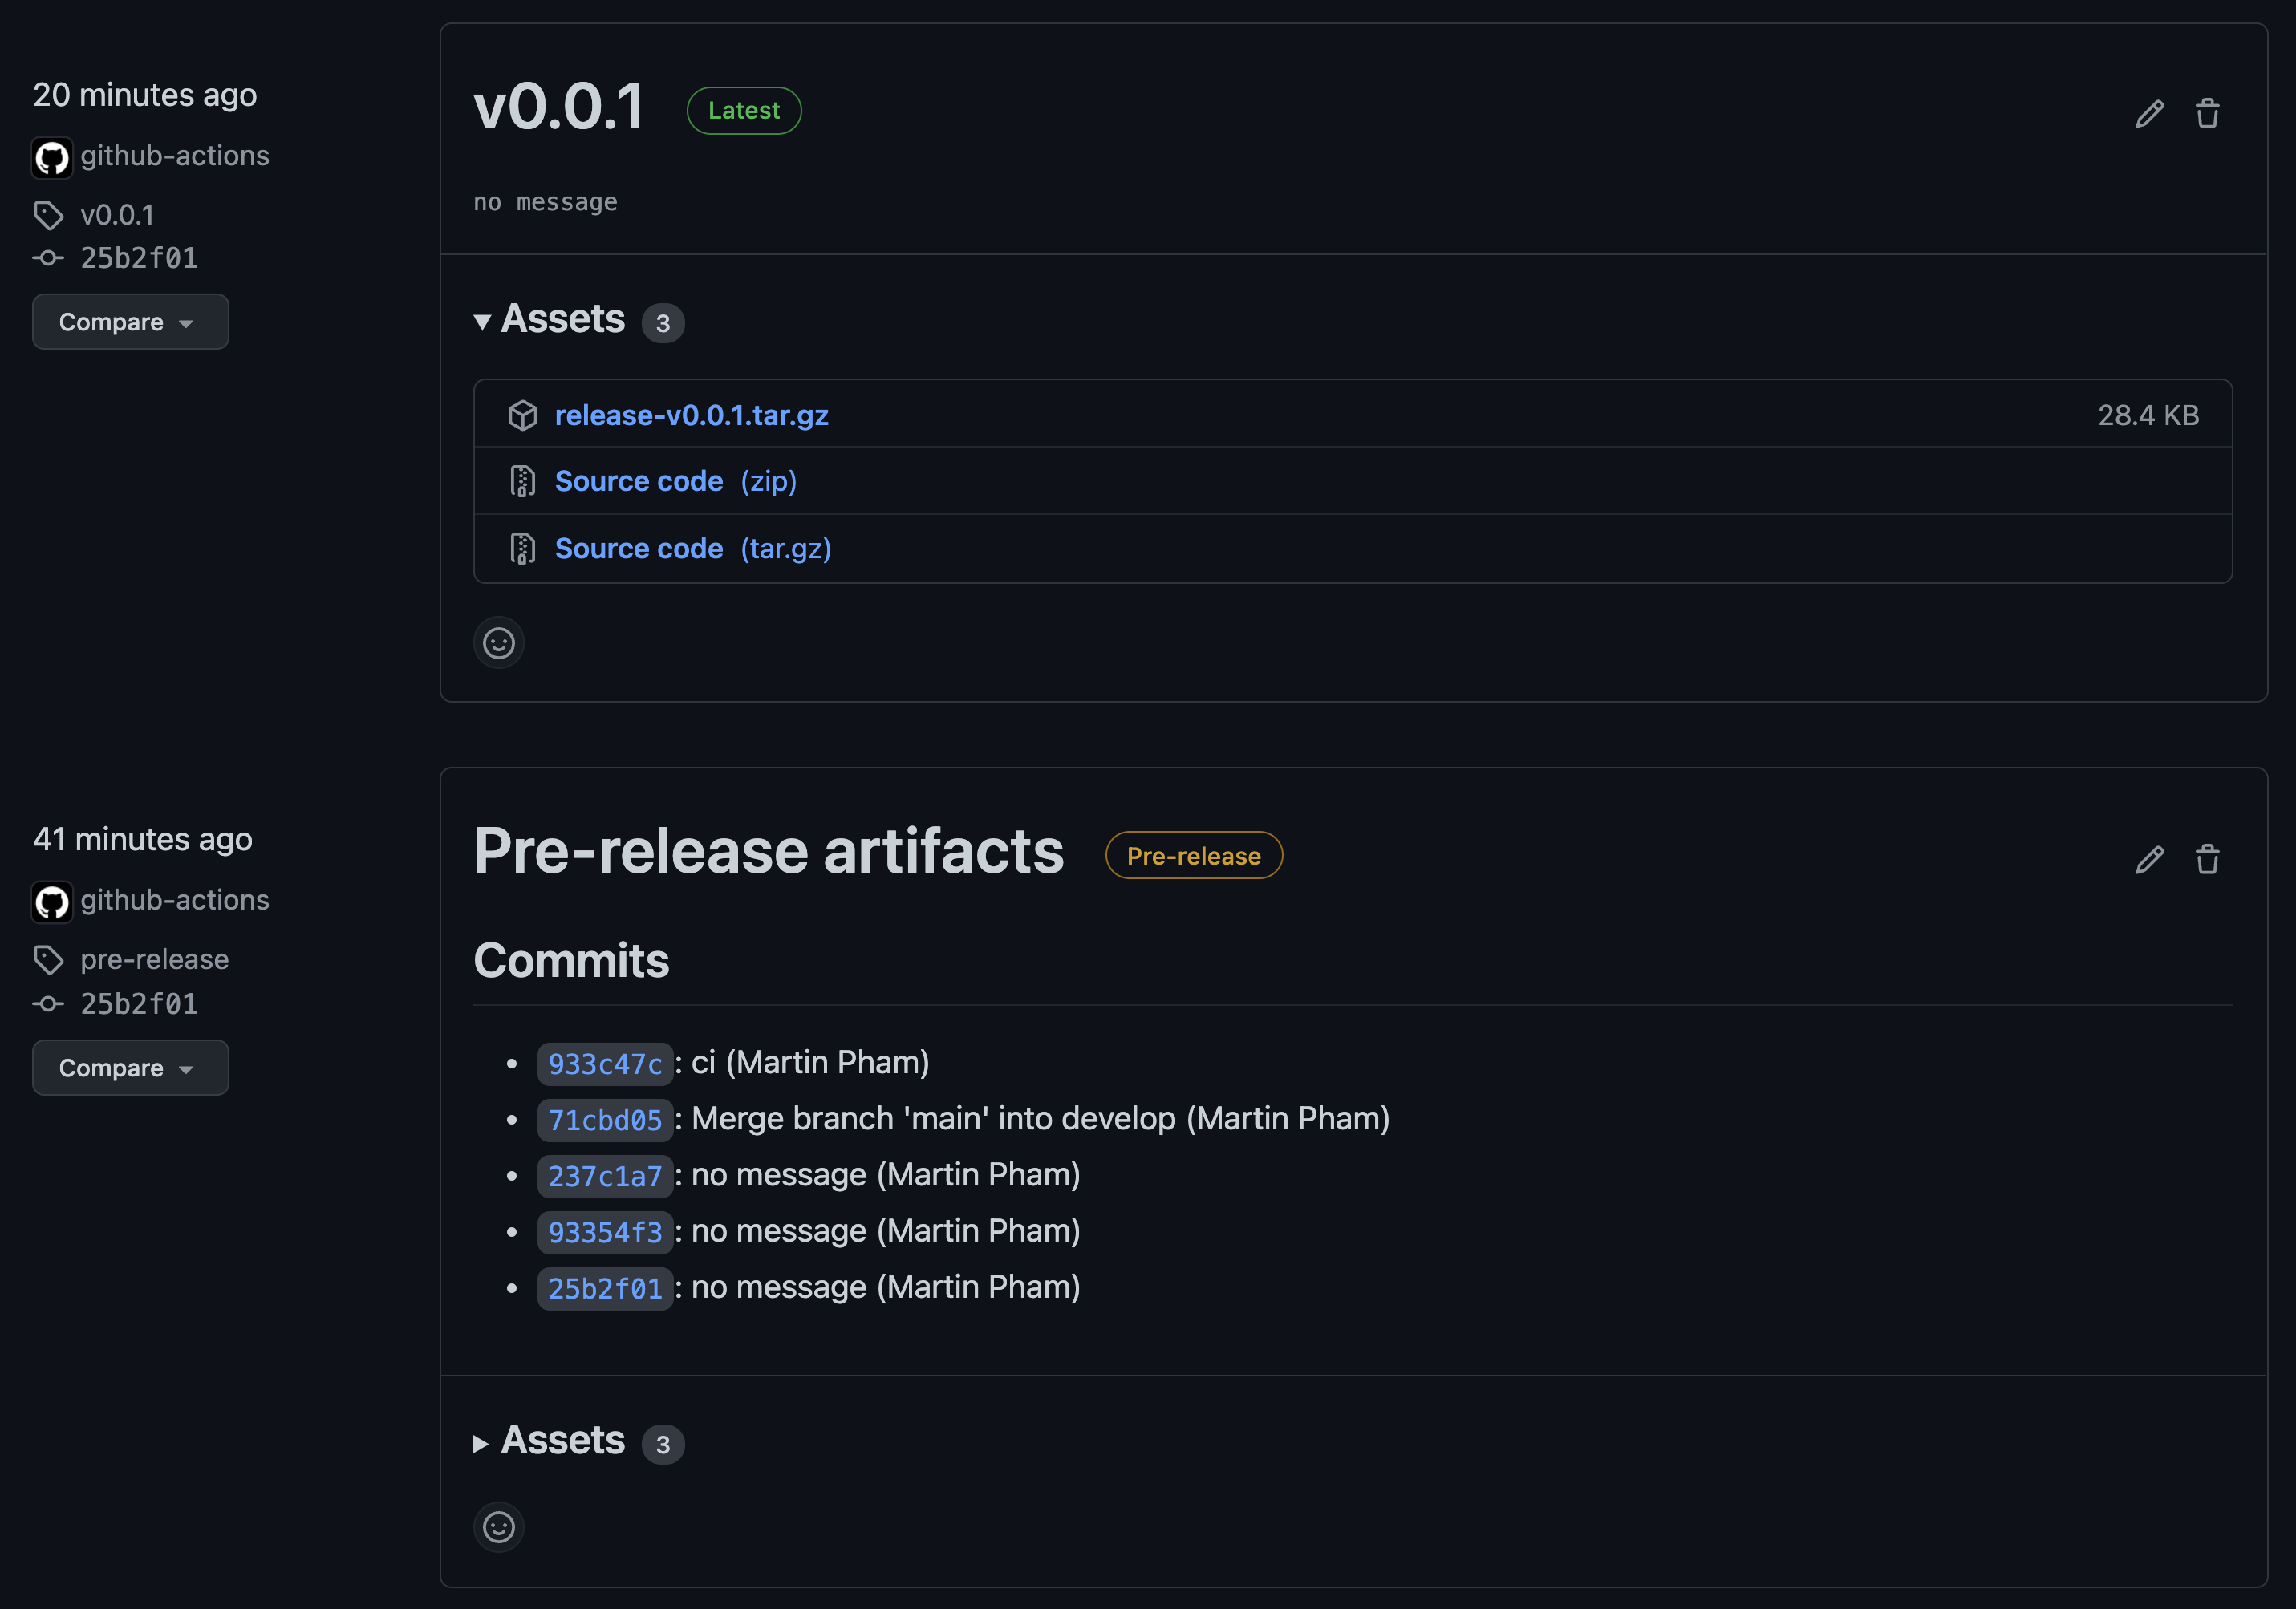 20 minutes ago
github-actions
v0.0.1
25b2f01
Compare
v0.0.1 Latest
no message
Assets 3
release-v0.0.1.tar.gz 28.4 KB
Source code (zip)
Source code (tar.gz)
41 minutes ago
github-actions
pre-release
25b2f01
Compare
Pre-release artifacts Pre-release
Commits
933c47c: ci (Martin Pham)
71cbd05: Merge branch 'main' into develop (Martin Pham)
237c1a7: no message (Martin Pham)
93354f3: no message (Martin Pham)
25b2f01: no message (Martin Pham)
Assets 3